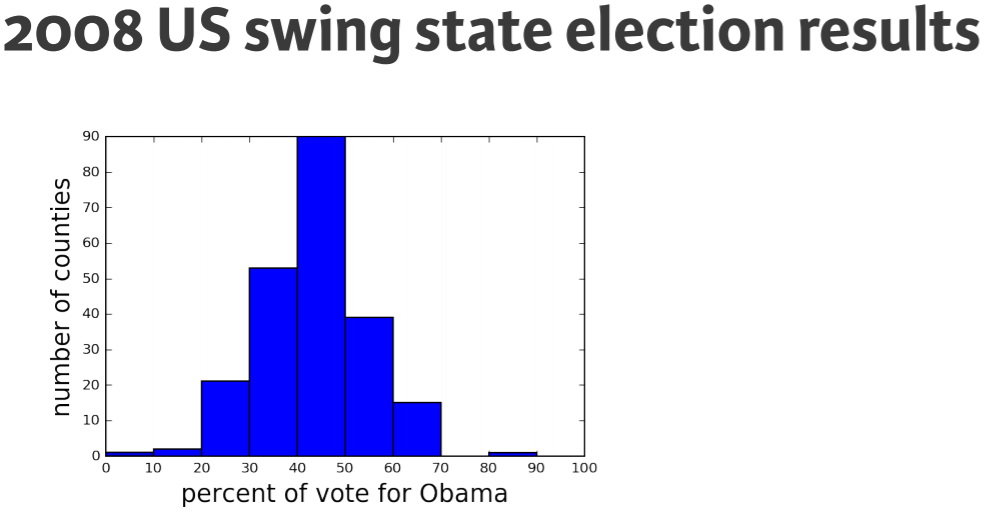 2008 US swing state election results
90
80
70
60
50
40
30
20
10
0
number of counties
0 10 20 30 40 50 60 70 80 90 100
percent of vote for Obama